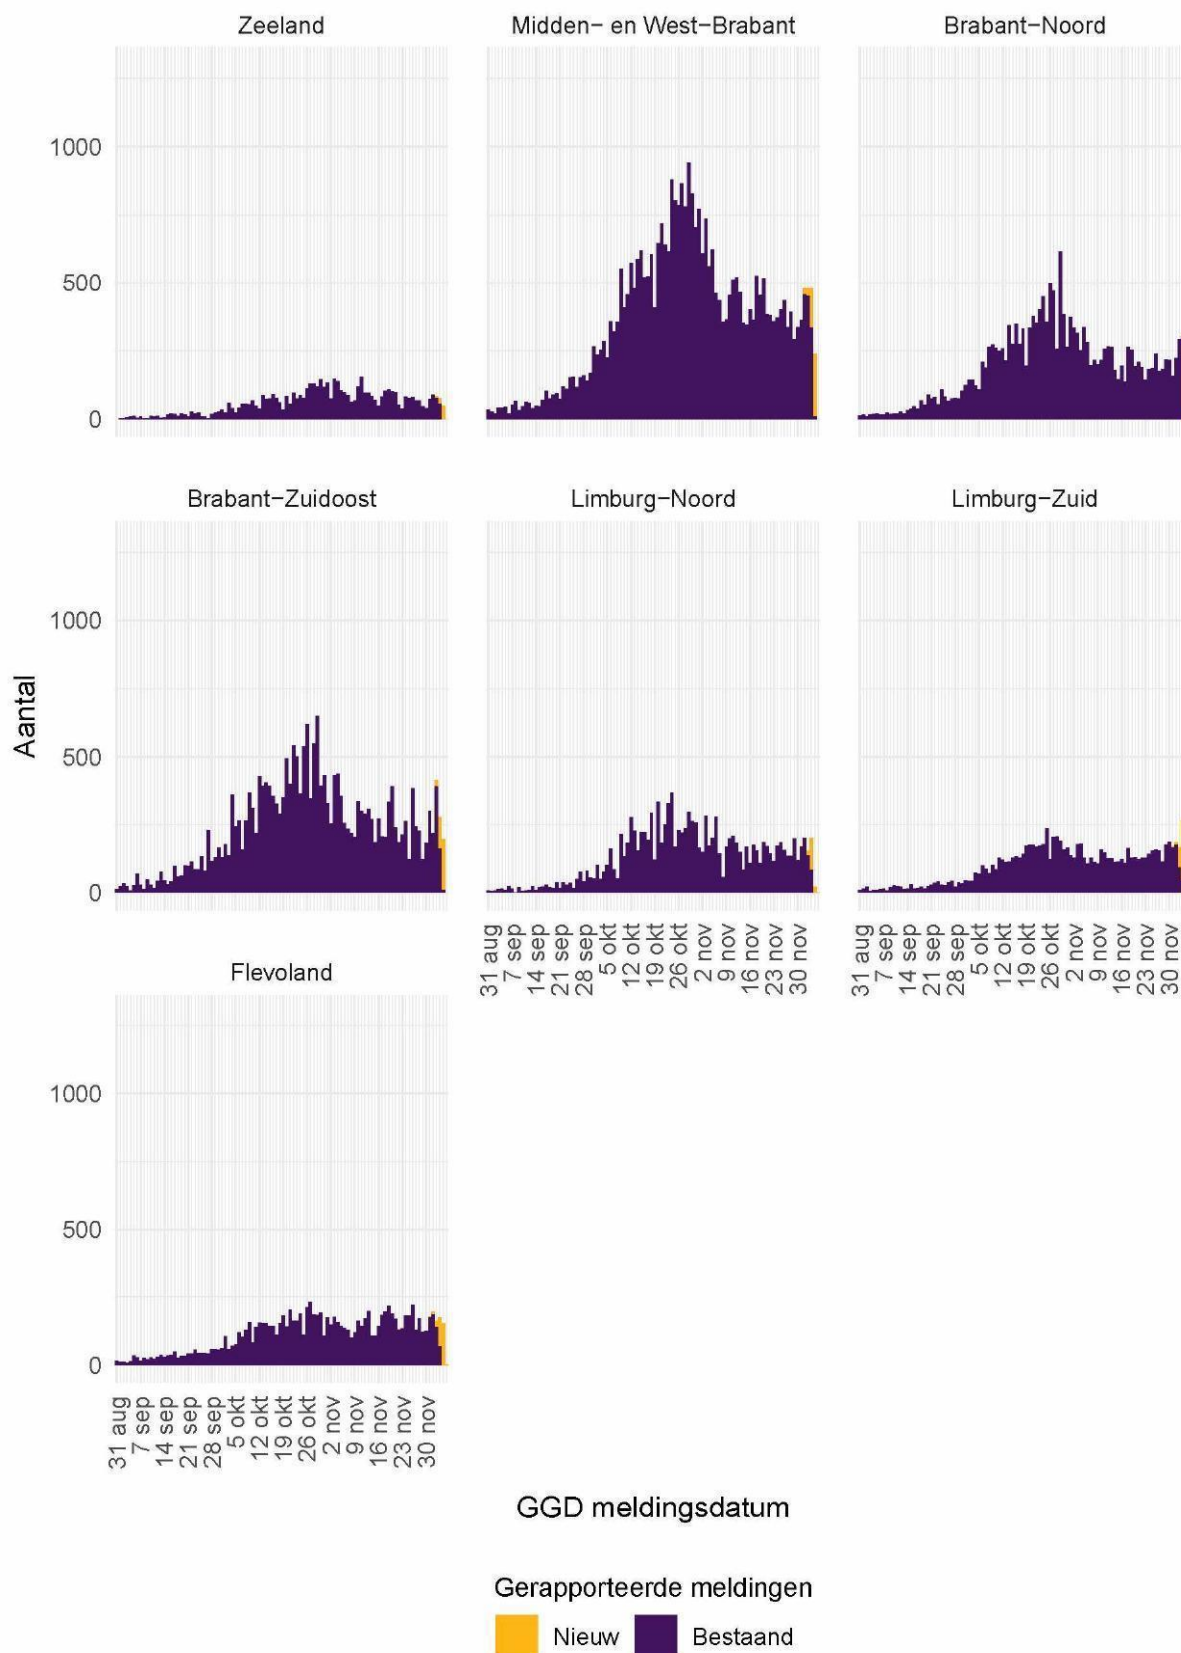 Zeeland
Midden- en West-Brabant
Brabant-Noord
1000
500
0
Brabant-Zuidoost
Limburg-Noord
Limburg-Zuid
Aantal
1000
500
0
31 aug
7 sep
14 sep
21 sep
28 sep
5 okt
12 okt
19 okt
26 okt
2 nov
9 nov
16 nov
23 nov
30 nov
31 aug
7 sep
14 sep
21 sep
28 sep
5 okt
12 okt
19 okt
26 okt
2 nov
9 nov
16 nov
23 nov
30 nov
Flevoland
1000
500
0
31 aug
7 sep
14 sep
21 sep
28 sep
5 okt
12 okt
19 okt
26 okt
2 nov
9 nov
16 nov
23 nov
30 nov
GGD meldingsdatum
Gerapporteerde meldingen
Nieuw
Bestaand